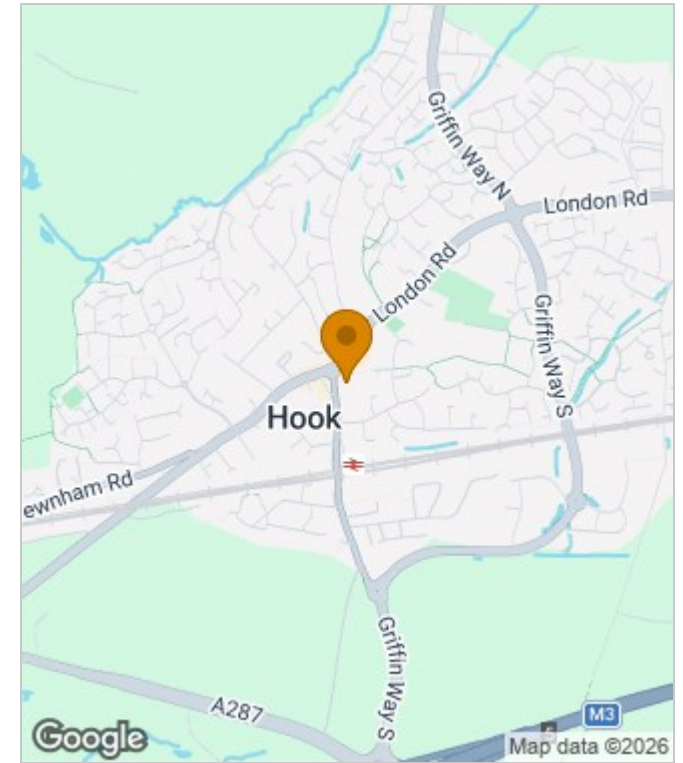 Griffin Way N
London Rd
London Rd
Griffin Way S
Hook
ewnham Rd
Griffin Way S
A287
M3
5
Google
Map data ©2026